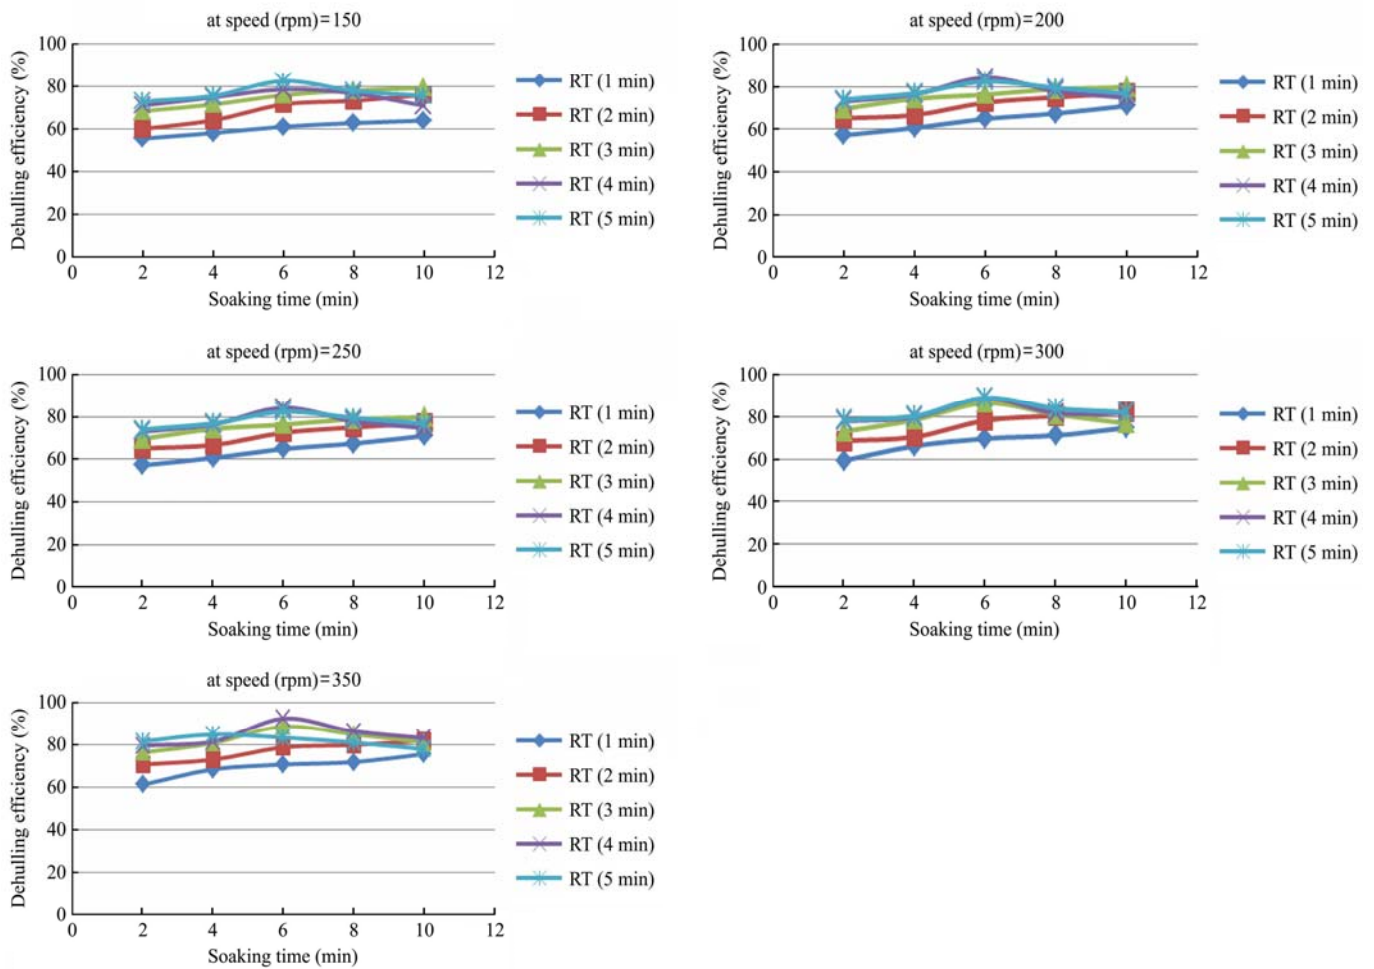 at speed (rpm)=150
Dehulling efficiency (%)
100
80
60
40
20
0
0 2 4 6 8 10 12
Soaking time (min)
RT (1 min)
RT (2 min)
RT (3 min)
RT (4 min)
RT (5 min)
at speed (rpm)=200
Dehulling efficiency (%)
100
80
60
40
20
0
0 2 4 6 8 10 12
Soaking time (min)
RT (1 min)
RT (2 min)
RT (3 min)
RT (4 min)
RT (5 min)
at speed (rpm)=250
Dehulling efficiency (%)
100
80
60
40
20
0
0 2 4 6 8 10 12
Soaking time (min)
RT (1 min)
RT (2 min)
RT (3 min)
RT (4 min)
RT (5 min)
at speed (rpm)=300
Dehulling efficiency (%)
100
80
60
40
20
0
0 2 4 6 8 10 12
Soaking time (min)
RT (1 min)
RT (2 min)
RT (3 min)
RT (4 min)
RT (5 min)
at speed (rpm)=350
Dehulling efficiency (%)
100
80
60
40
20
0
0 2 4 6 8 10 12
Soaking time (min)
RT (1 min)
RT (2 min)
RT (3 min)
RT (4 min)
RT (5 min)